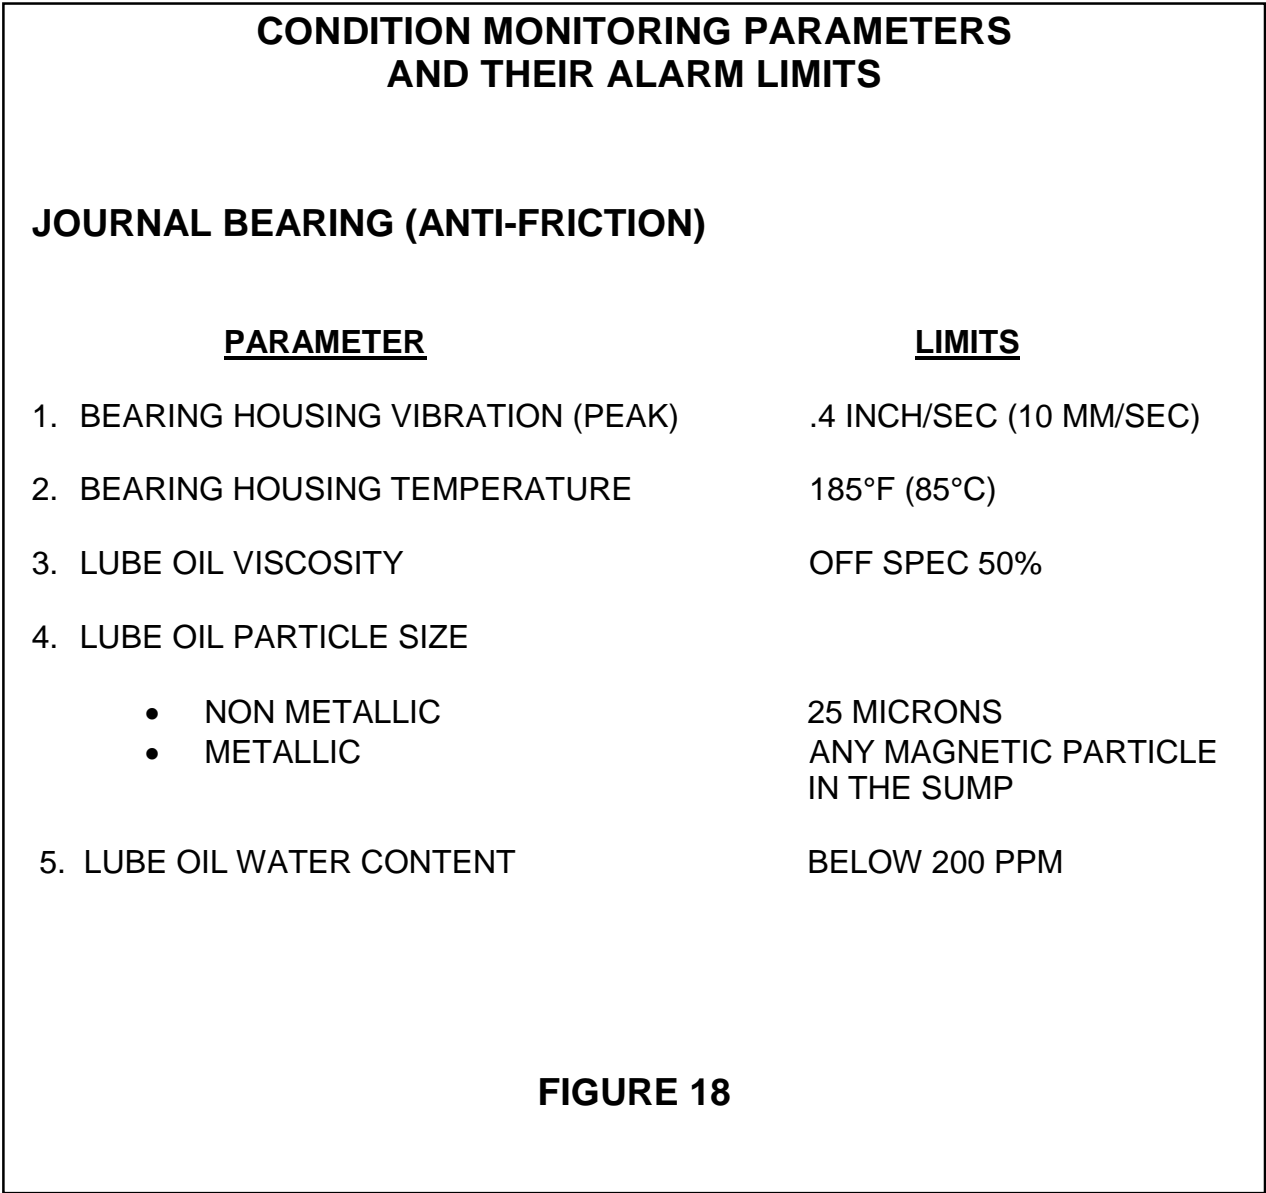 CONDITION MONITORING PARAMETERS
AND THEIR ALARM LIMITS
JOURNAL BEARING (ANTI-FRICTION)
PARAMETER LIMITS
1. BEARING HOUSING VIBRATION (PEAK) .4 INCH/SEC (10 MM/SEC)
2. BEARING HOUSING TEMPERATURE 185°F (85°C)
3. LUBE OIL VISCOSITY OFF SPEC 50%
4. LUBE OIL PARTICLE SIZE
• NON METALLIC 25 MICRONS
• METALLIC ANY MAGNETIC PARTICLE
IN THE SUMP
5. LUBE OIL WATER CONTENT BELOW 200 PPM
FIGURE 18